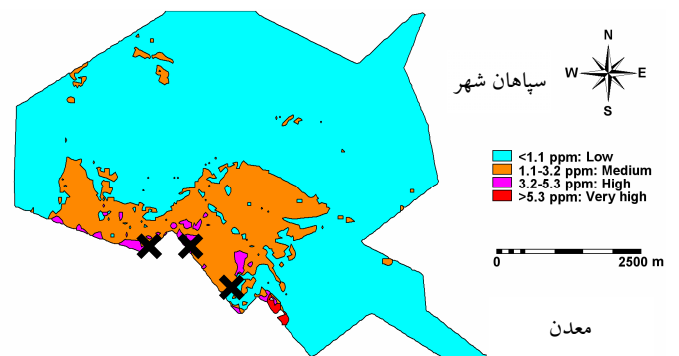 N
سپاهان شهر
W E
S
<1.1 ppm: Low
1.1-3.2 ppm: Medium
3.2-5.3 ppm: High
>5.3 ppm: Very high
0 2500 m
معدن